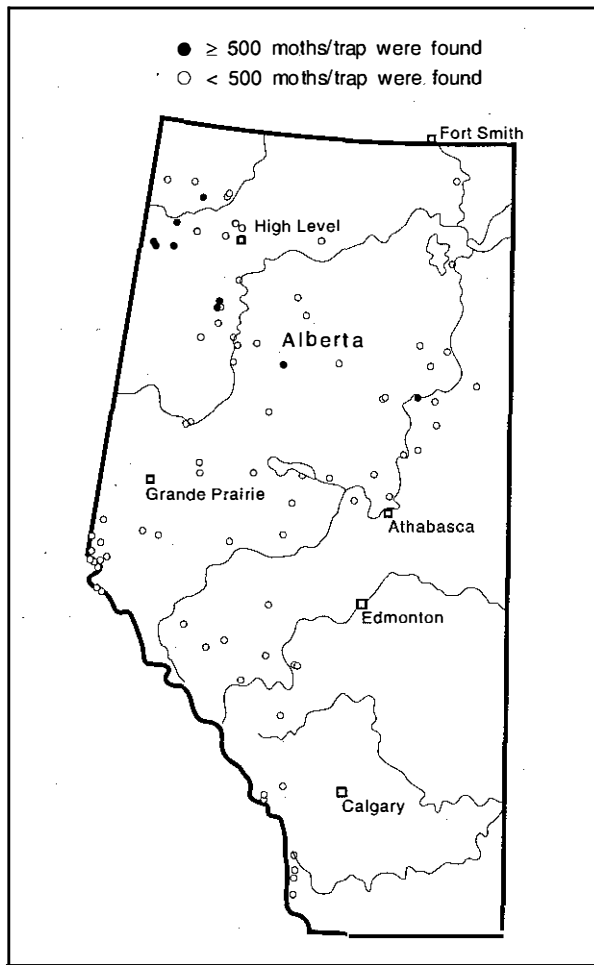 ● ≥ 500 moths/trap were found
○ < 500 moths/trap were found
Fort Smith
High Level
Alberta
Grande Prairie
Athabasca
Edmonton
Calgary